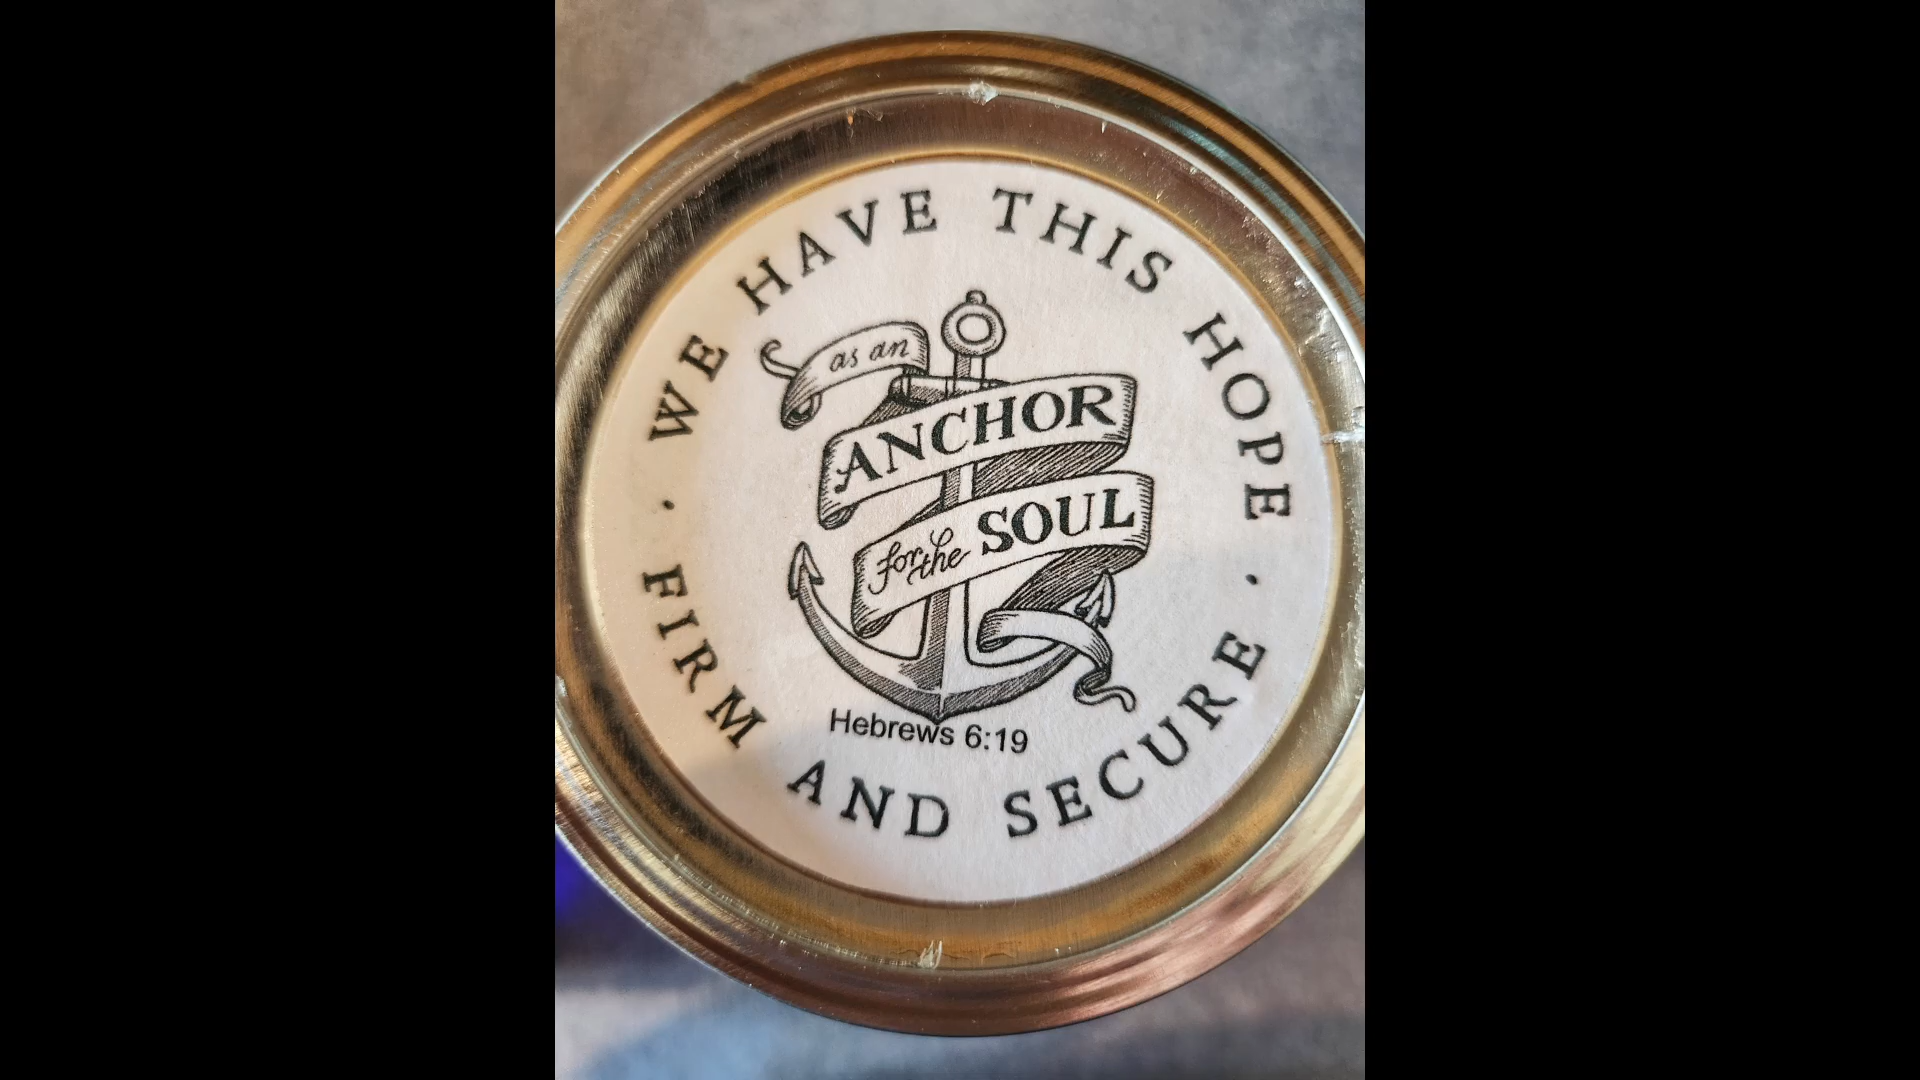 · WE HAVE THIS HOPE ·
as an
ANCHOR
for the SOUL
FIRM AND SECURE
Hebrews 6:19